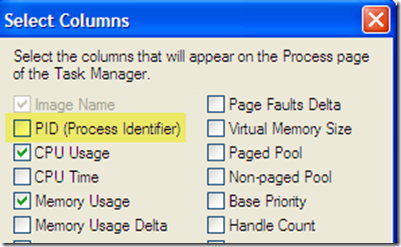 Select Columns
Select the columns that will appear on the Process page
of the Task Manager.
Image Name
PID (Process Identifier)
CPU Usage
CPU Time
Memory Usage
Memory Usage Delta
Page Faults Delta
Virtual Memory Size
Paged Pool
Non-paged Pool
Base Priority
Handle Count